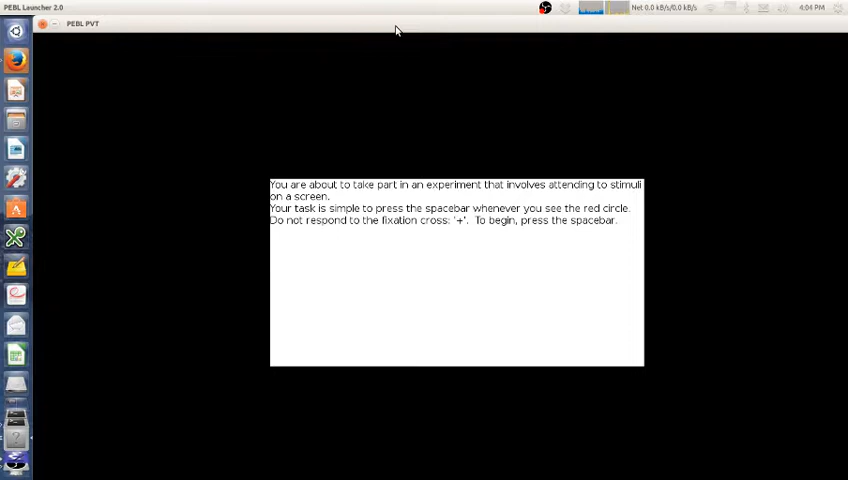 PEBL Launcher 2.0
Net 0.0 kB/s/0.0 kB/s
4:04 PM
PEBL PVT
You are about to take part in an experiment that involves attending to stimuli
on a screen.
Your task is simple to press the spacebar whenever you see the red circle.
Do not respond to the fixation cross: '+'.  To begin, press the spacebar.